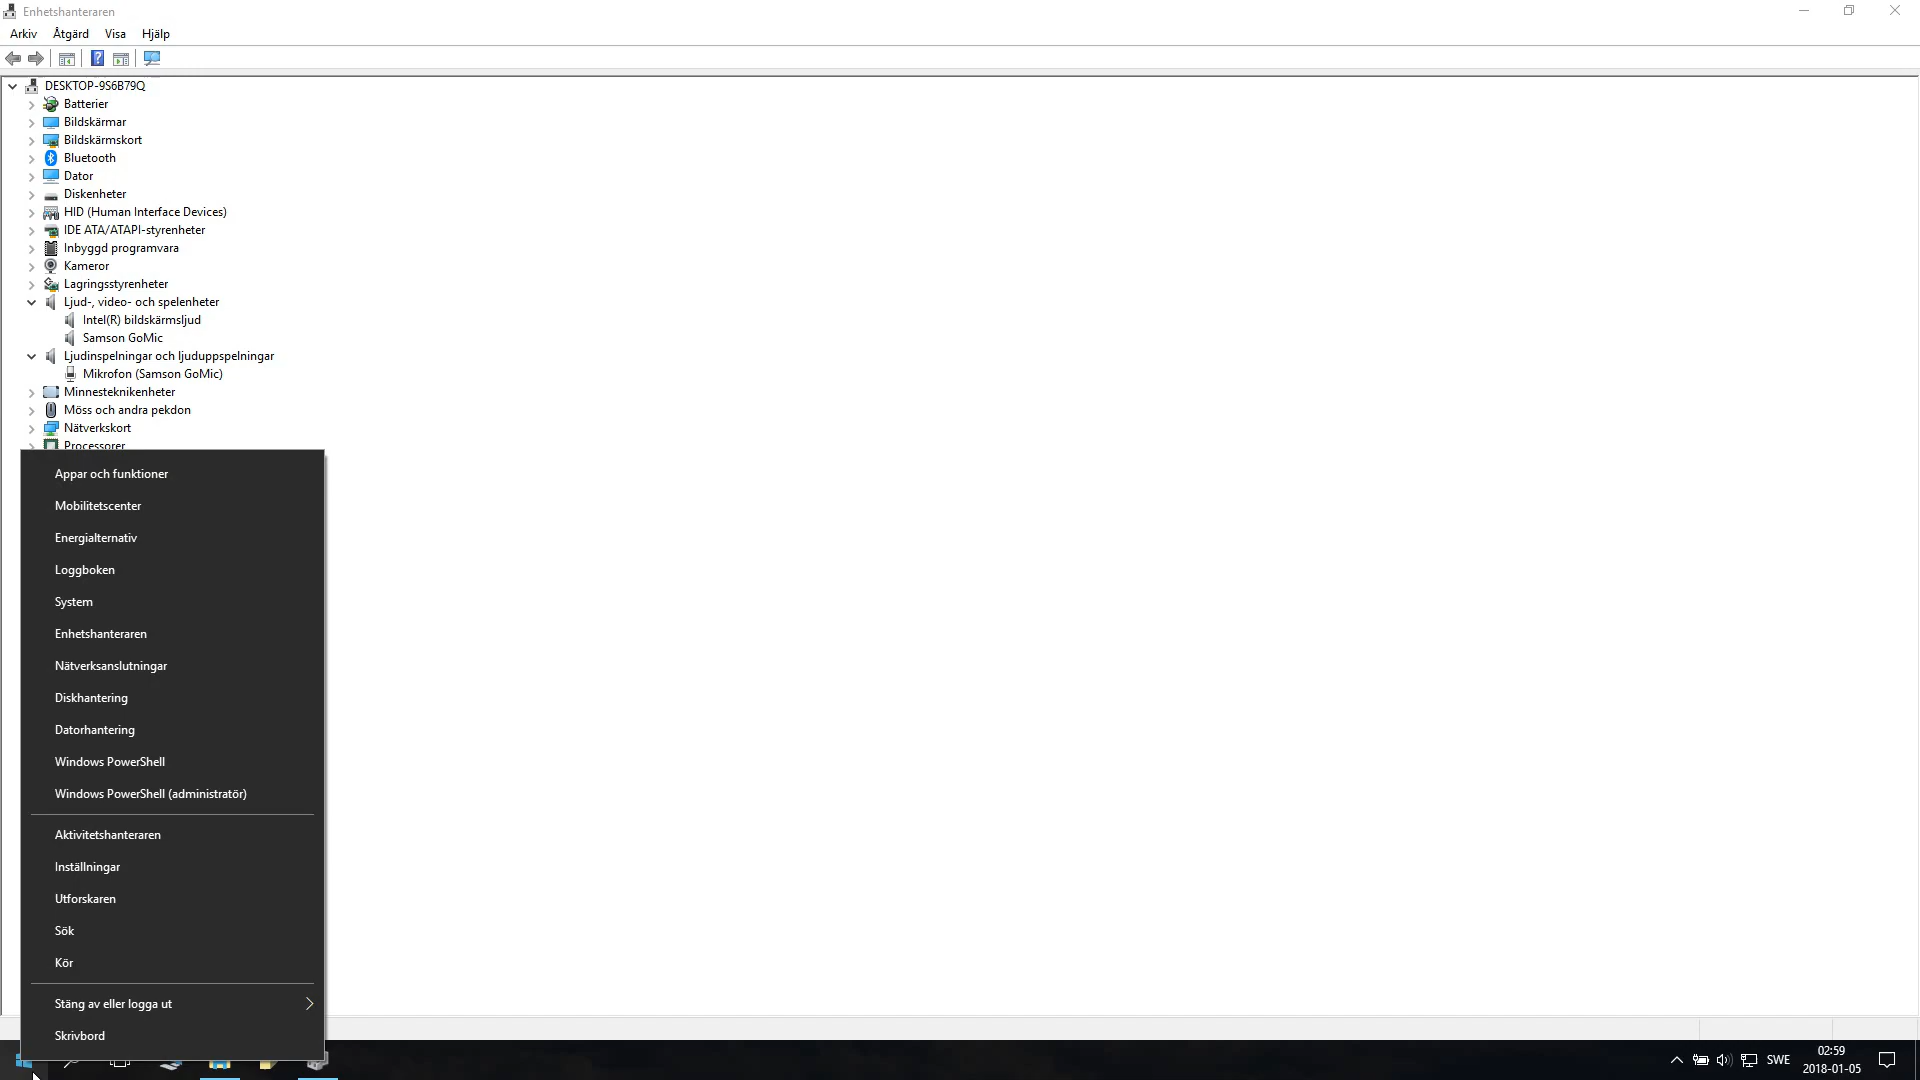 Enhetshanteraren
Arkiv Åtgärd Visa Hjälp
DESKTOP-9S6B79Q
Batterier
Bildskärmar
Bildskärmskort
Bluetooth
Dator
Diskenheter
HID (Human Interface Devices)
IDE ATA/ATAPI-styrenheter
Inbyggd programvara
Kameror
Lagringsstyrenheter
Ljud-, video- och spelenheter
Intel(R) bildskärmsljud
Samson GoMic
Ljudinspelningar och ljuduppspelningar
Mikrofon (Samson GoMic)
Minnesteknikenheter
Möss och andra pekdon
Nätverkskort
Processorer
Appar och funktioner
Mobilitetscenter
Energialternativ
Loggboken
System
Enhetshanteraren
Nätverksanslutningar
Diskhantering
Datorhantering
Windows PowerShell
Windows PowerShell (administratör)
Aktivitetshanteraren
Inställningar
Utforskaren
Sök
Kör
Stäng av eller logga ut
Skrivbord
SWE
02:59
2018-01-05